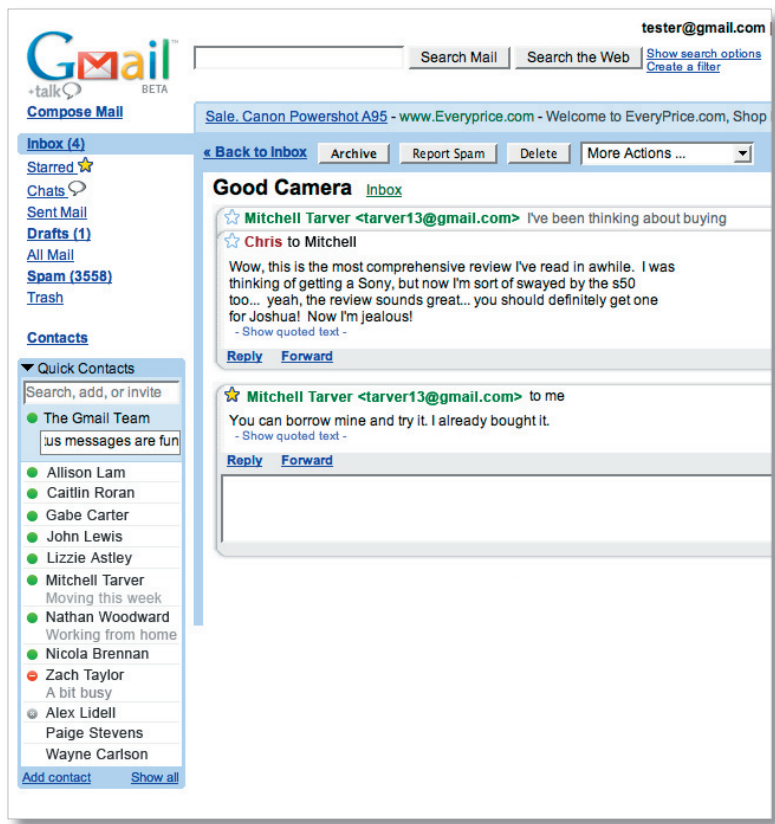 tester@gmail.com |
Gmail™
+talk
BETA
Search Mail
Search the Web
Show search options
Create a filter
Compose Mail
Sale. Canon Powershot A95 - www.Everyprice.com - Welcome to EveryPrice.com, Shop
Inbox (4)
Starred
Chats
Sent Mail
Drafts (1)
All Mail
Spam (3558)
Trash
Contacts
« Back to Inbox
Archive
Report Spam
Delete
More Actions ...
Good Camera Inbox
Mitchell Tarver <tarver13@gmail.com> I've been thinking about buying
Chris to Mitchell
Wow, this is the most comprehensive review I've read in awhile. I was
thinking of getting a Sony, but now I'm sort of swayed by the s50
too... yeah, the review sounds great... you should definitely get one
for Joshua! Now I'm jealous!
- Show quoted text -
Reply Forward
Mitchell Tarver <tarver13@gmail.com> to me
You can borrow mine and try it. I already bought it.
- Show quoted text -
Reply Forward
Quick Contacts
Search, add, or invite
The Gmail Team
tus messages are fun
Allison Lam
Caitlin Roran
Gabe Carter
John Lewis
Lizzie Astley
Mitchell Tarver
Moving this week
Nathan Woodward
Working from home
Nicola Brennan
Zach Taylor
A bit busy
Alex Lidell
Paige Stevens
Wayne Carlson
Add contact Show all